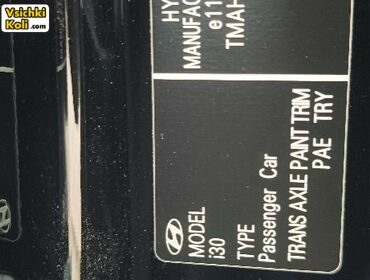 Vsichki
Koli.com
HY
MANUFAC
e11
TMAH
MODEL
i30
TYPE
Passenger Car
TRANS AXLE PAINT TRIM
PAE TRY